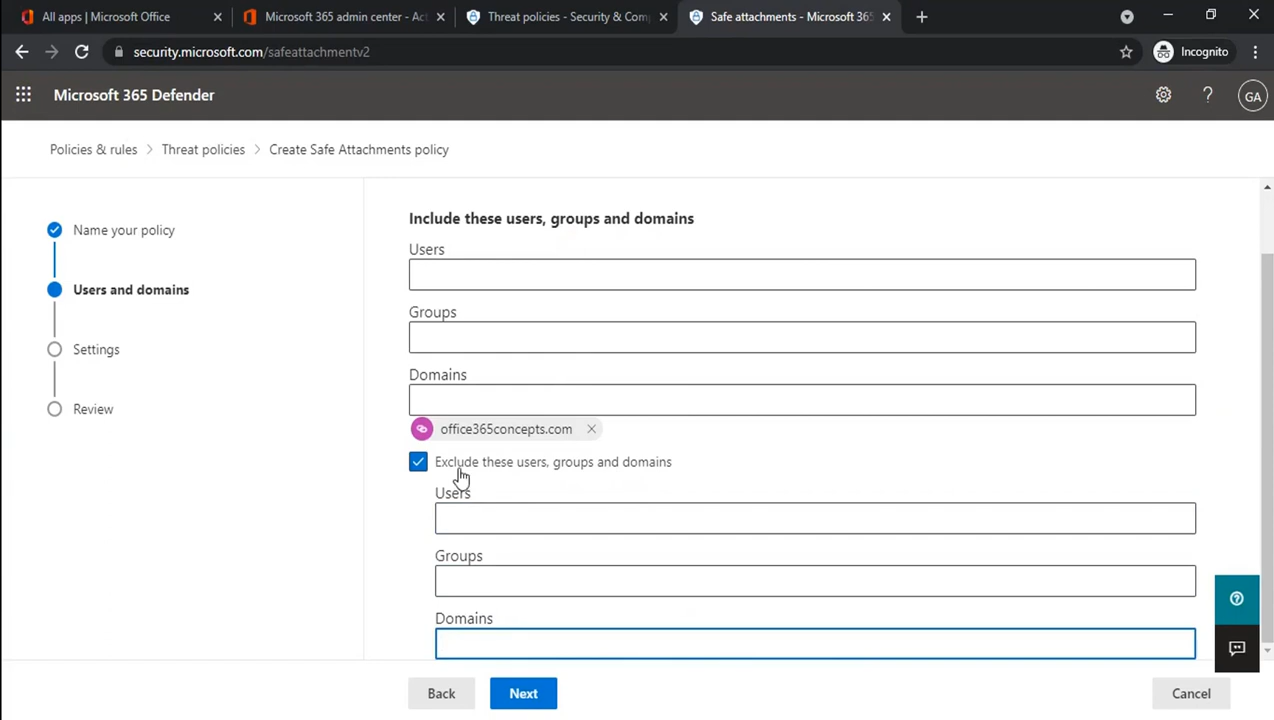 All apps | Microsoft Office
Microsoft 365 admin center - Act
Threat policies - Security & Com
Safe attachments - Microsoft 365
security.microsoft.com/safeattachmentv2
Incognito
Microsoft 365 Defender
GA
Policies & rules > Threat policies > Create Safe Attachments policy
Name your policy
Users and domains
Settings
Review
Include these users, groups and domains
Users
Groups
Domains
office365concepts.com
Exclude these users, groups and domains
Users
Groups
Domains
Back
Next
Cancel